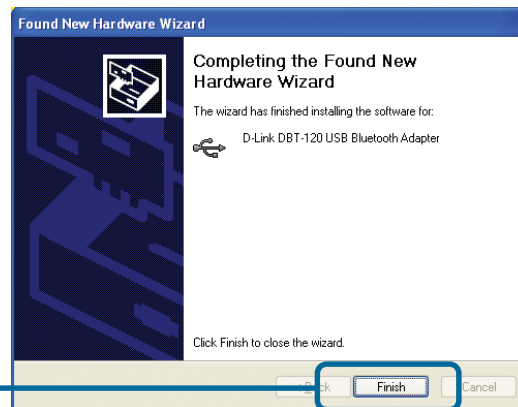 Found New Hardware Wizard
Completing the Found New
Hardware Wizard
The wizard has finished installing the software for:
D-Link DBT-120 USB Bluetooth Adapter
Click Finish to close the wizard.
Finish Cancel